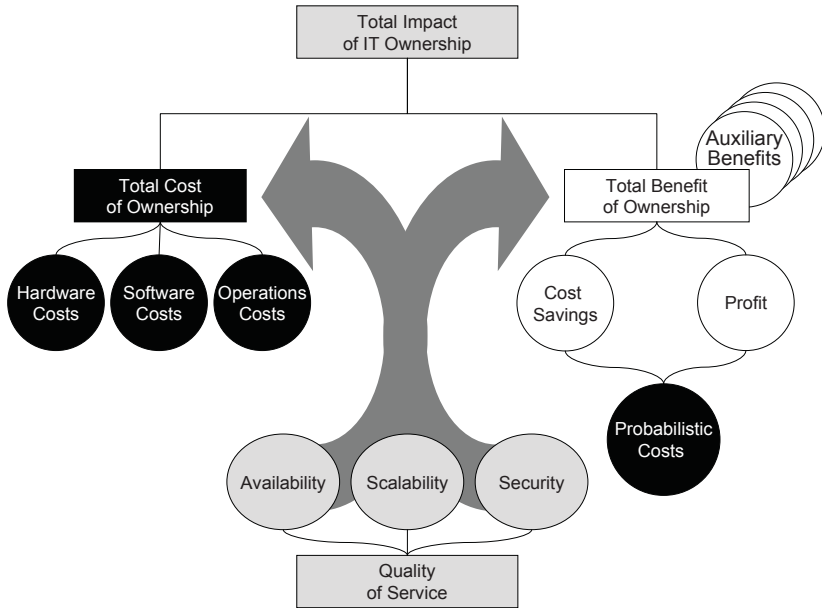 Total Impact
of IT Ownership
Auxiliary
Benefits
Total Cost
of Ownership
Total Benefit
of Ownership
Hardware
Costs
Software
Costs
Operations
Costs
Cost
Savings
Profit
Probabilistic
Costs
Availability
Scalability
Security
Quality
of Service